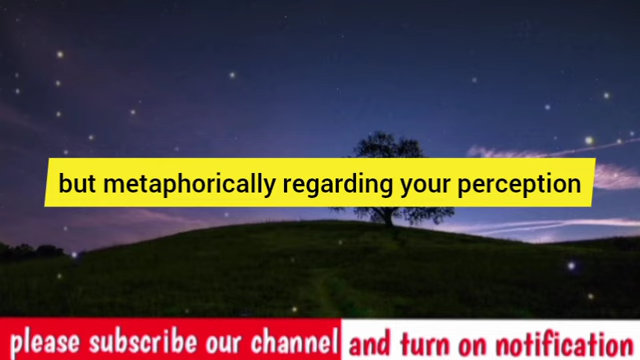 but metaphorically regarding your perception
please subscribe our channel and turn on notification